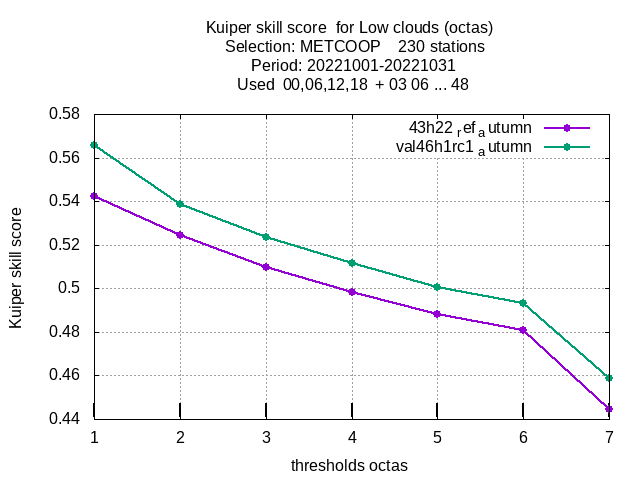 Kuiper skill score  for Low clouds (octas)
Selection: METCOOP    230 stations
Period: 20221001-20221031
Used  00,06,12,18  + 03 06 ... 48
0.58
43h22 ref autumn
val46h1rc1 autumn
0.56
0.54
0.52
0.5
0.48
0.46
0.44
Kuiper skill score
1 2 3 4 5 6 7
thresholds octas